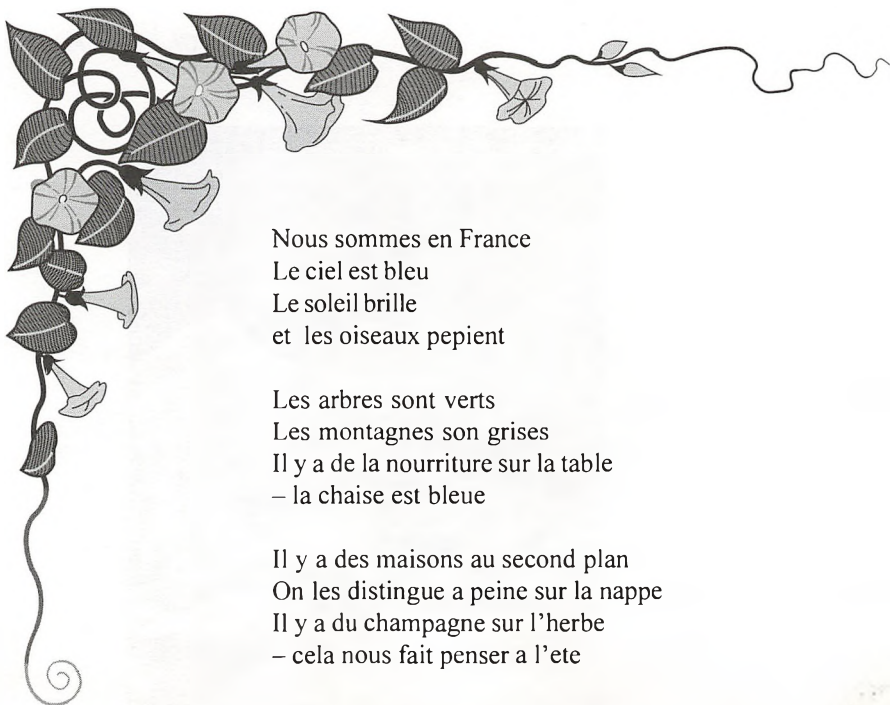 Nous sommes en France
Le ciel est bleu
Le soleil brille
et les oiseaux pepient

Les arbres sont verts
Les montagnes son grises
Il y a de la nourriture sur la table
– la chaise est bleue

Il y a des maisons au second plan
On les distingue a peine sur la nappe
Il y a du champagne sur l'herbe
– cela nous fait penser a l'ete